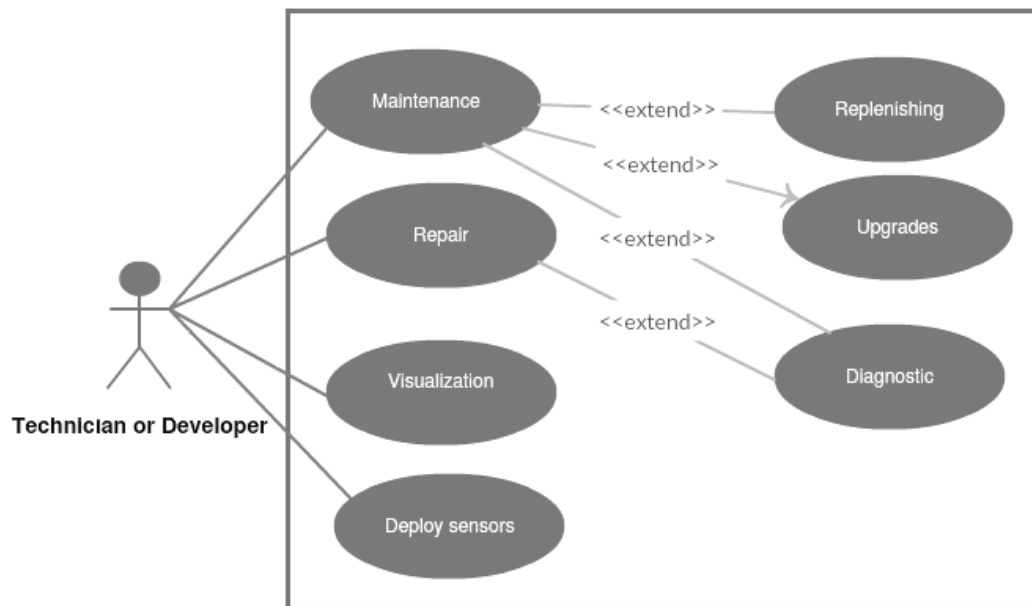 Maintenance
<<extend>>
Replenishing
<<extend>>
Upgrades
Repair
<<extend>>
<<extend>>
Diagnostic
Visualization
Technician or Developer
Deploy sensors